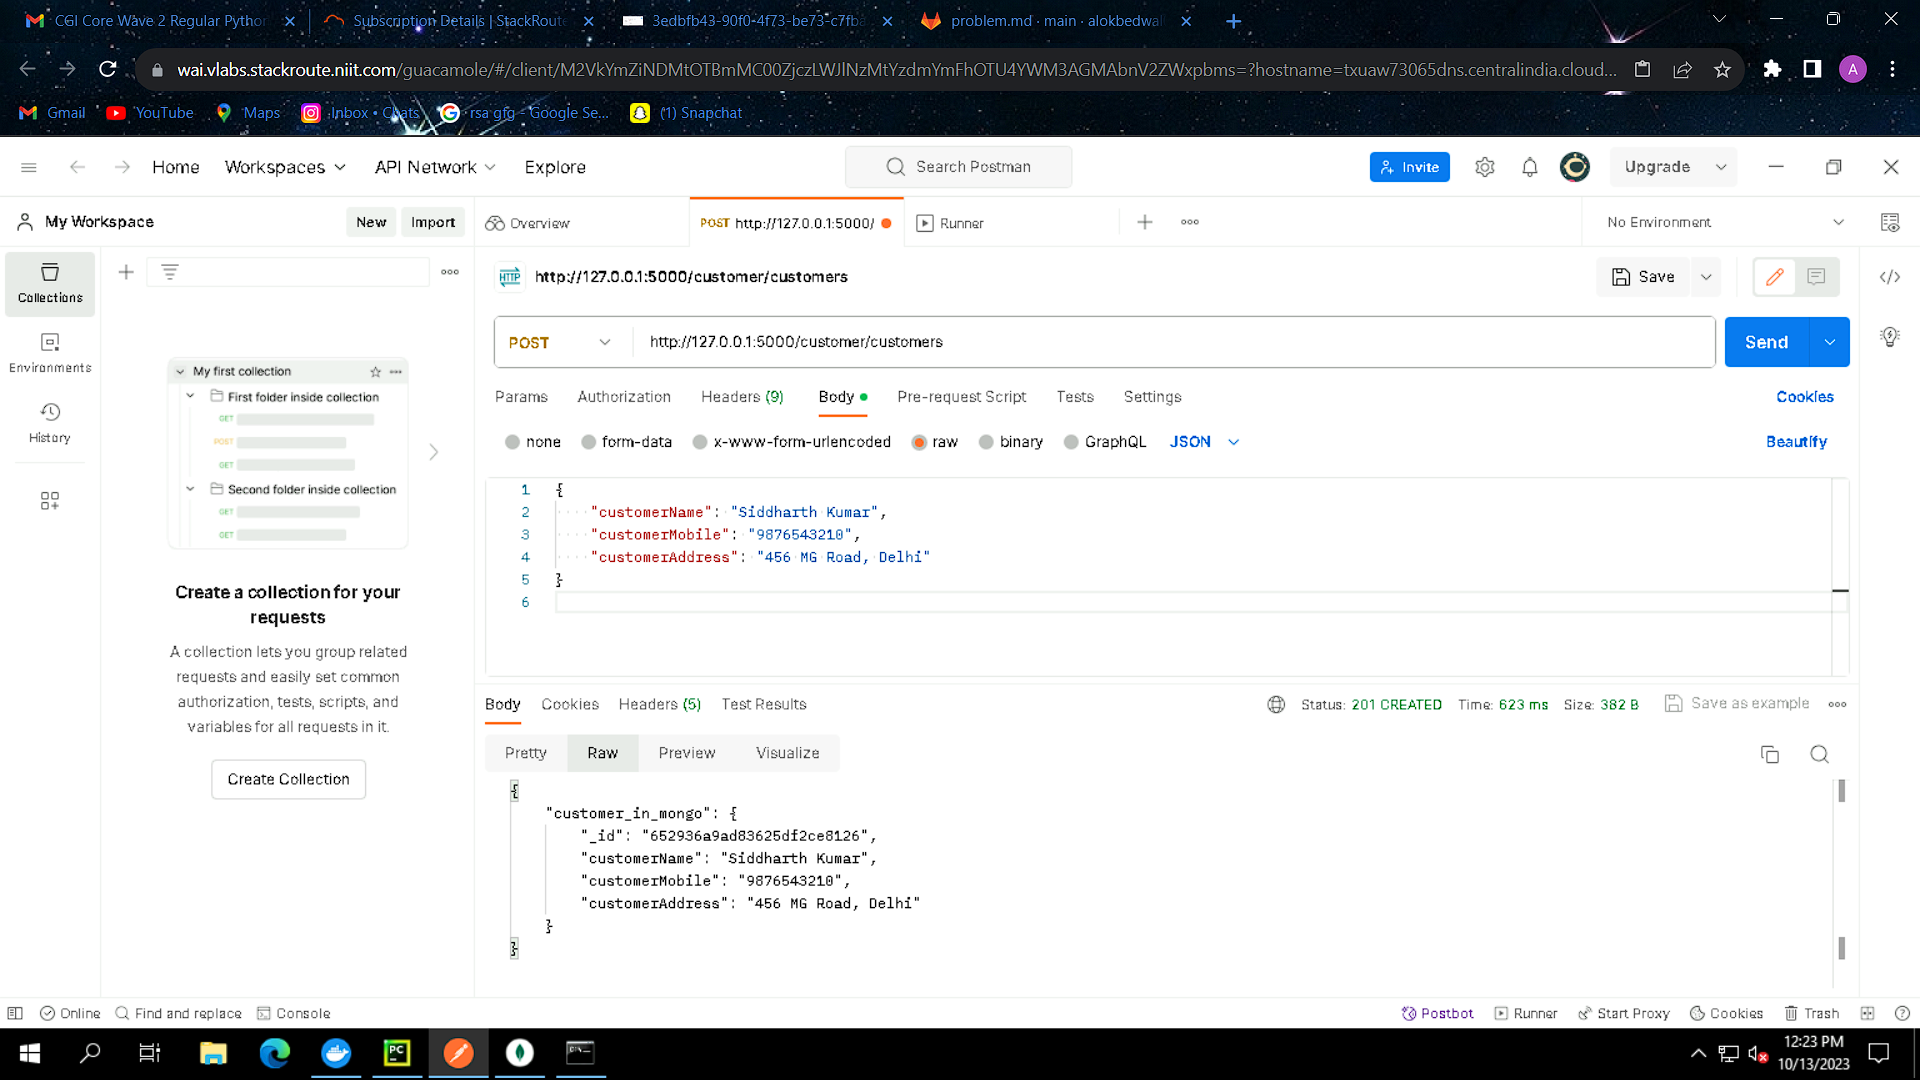 CGI Core Wave 2 Regular Python
Subscription Details | StackRoute
3edbfb43-90f0-4f73-be73-c7fba
problem.md · main · alokbedwal
wai.vlabs.stackroute.niit.com/guacamole/#/client/M2VkYmZiNDMtOTBmMC00ZjczLWJlNzMtYzdmYmFhOTU4YWM3AGMAbnV2ZWxpbms=?hostname=txuaw73065dns.centralindia.cloud...
A
Gmail
YouTube
Maps
Inbox • Chats
rsa gfg - Google Se...
(1) Snapchat
Home
Workspaces
API Network
Explore
Search Postman
Invite
Upgrade
My Workspace
New
Import
Overview
POST http://127.0.0.1:5000/
Runner
No Environment
Collections
HTTP http://127.0.0.1:5000/customer/customers
Save
Environments
POST
http://127.0.0.1:5000/customer/customers
Send
My first collection
First folder inside collection
GET
POST
GET
Second folder inside collection
GET
GET
History
Params
Authorization
Headers (9)
Body
Pre-request Script
Tests
Settings
Cookies
none
form-data
x-www-form-urlencoded
raw
binary
GraphQL
JSON
Beautify
1 {
2 "customerName": "Siddharth Kumar",
3 "customerMobile": "9876543210",
4 "customerAddress": "456 MG Road, Delhi"
5 }
6
Create a collection for your
requests
A collection lets you group related
requests and easily set common
authorization, tests, scripts, and
variables for all requests in it.
Create Collection
Body
Cookies
Headers (5)
Test Results
Status: 201 CREATED
Time: 623 ms
Size: 382 B
Save as example
Pretty
Raw
Preview
Visualize
{
"customer_in_mongo": {
"_id": "652936a9ad83625df2ce8126",
"customerName": "Siddharth Kumar",
"customerMobile": "9876543210",
"customerAddress": "456 MG Road, Delhi"
}
}
Online
Find and replace
Console
Postbot
Runner
Start Proxy
Cookies
Trash
PC
12:23 PM
10/13/2023